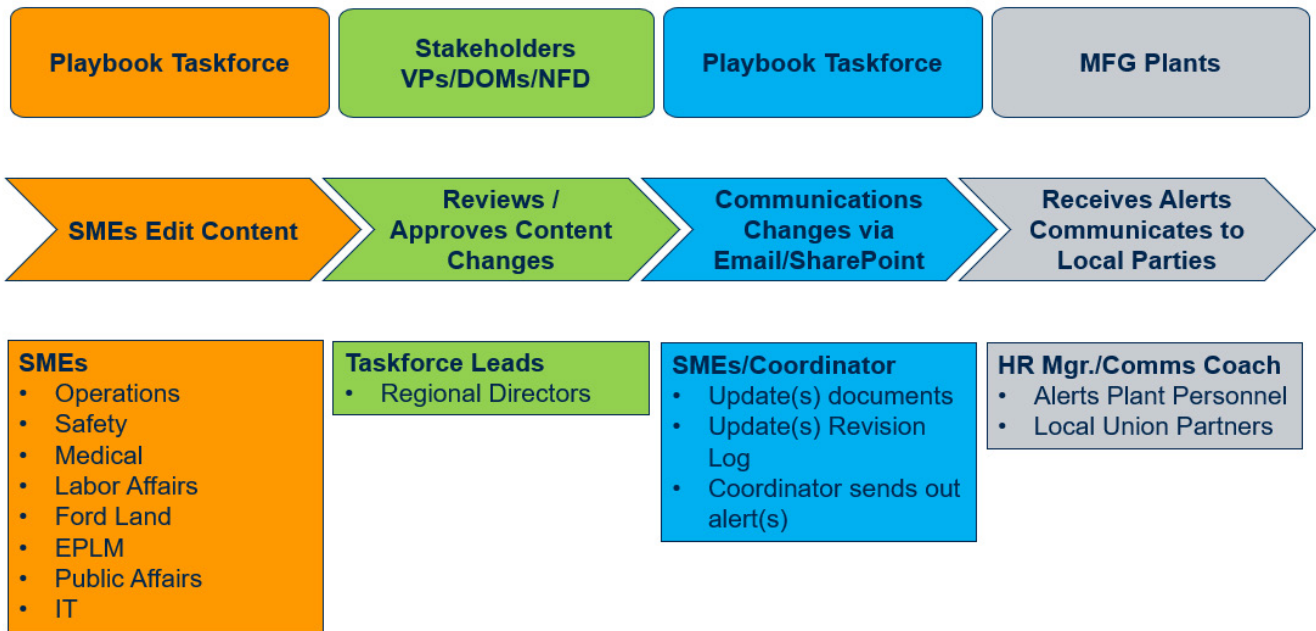 Playbook Taskforce
Stakeholders
VPs/DOMs/NFD
Playbook Taskforce
MFG Plants
SMEs Edit Content
Reviews /
Approves Content
Changes
Communications
Changes via
Email/SharePoint
Receives Alerts
Communicates to
Local Parties
SMEs
• Operations
• Safety
• Medical
• Labor Affairs
• Ford Land
• EPLM
• Public Affairs
• IT
Taskforce Leads
• Regional Directors
SMEs/Coordinator
• Update(s) documents
• Update(s) Revision
Log
• Coordinator sends out
alert(s)
HR Mgr./Comms Coach
• Alerts Plant Personnel
• Local Union Partners